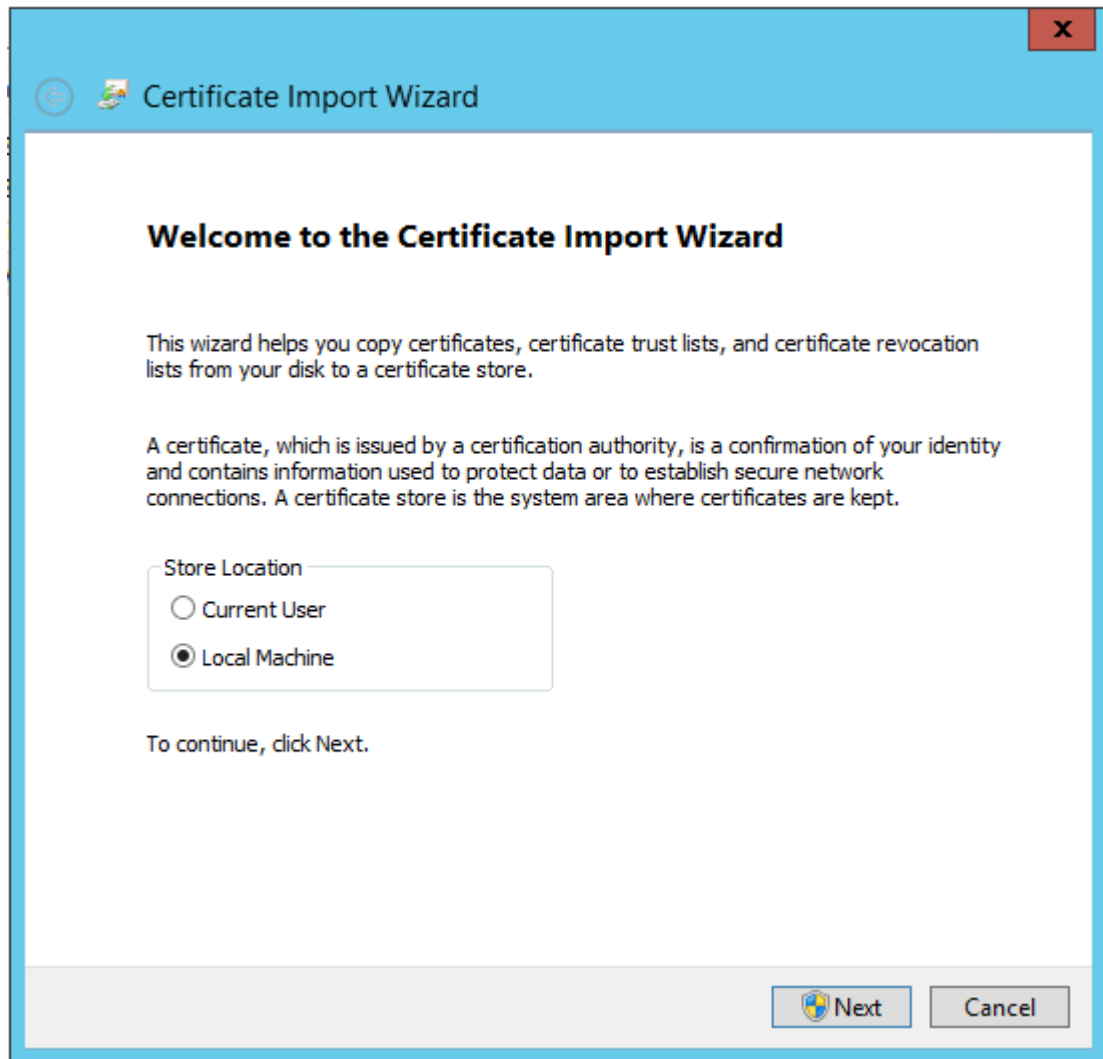 x
Certificate Import Wizard
Welcome to the Certificate Import Wizard
This wizard helps you copy certificates, certificate trust lists, and certificate revocation
lists from your disk to a certificate store.
A certificate, which is issued by a certification authority, is a confirmation of your identity
and contains information used to protect data or to establish secure network
connections. A certificate store is the system area where certificates are kept.
Store Location
Current User
Local Machine
To continue, click Next.
Next Cancel